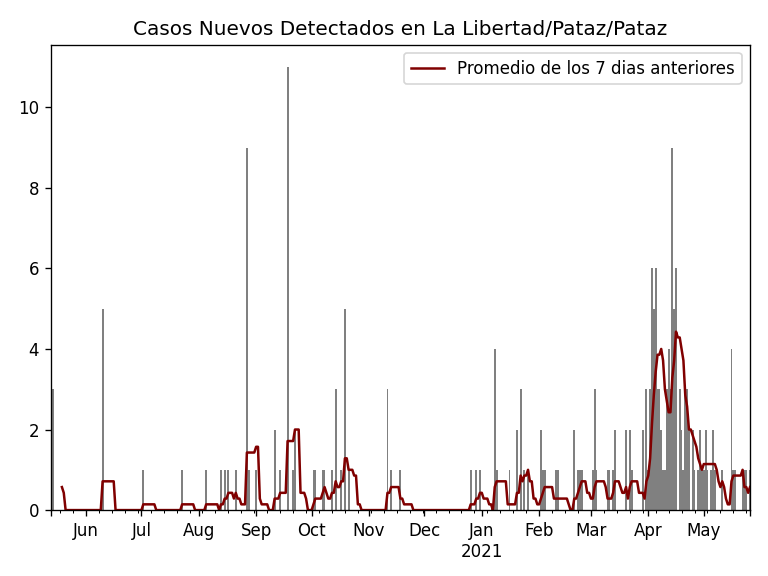 Casos Nuevos Detectados en La Libertad/Pataz/Pataz
Promedio de los 7 dias anteriores
10
8
6
4
2
0
Jun Jul Aug Sep Oct Nov Dec Jan Feb Mar Apr May
2021